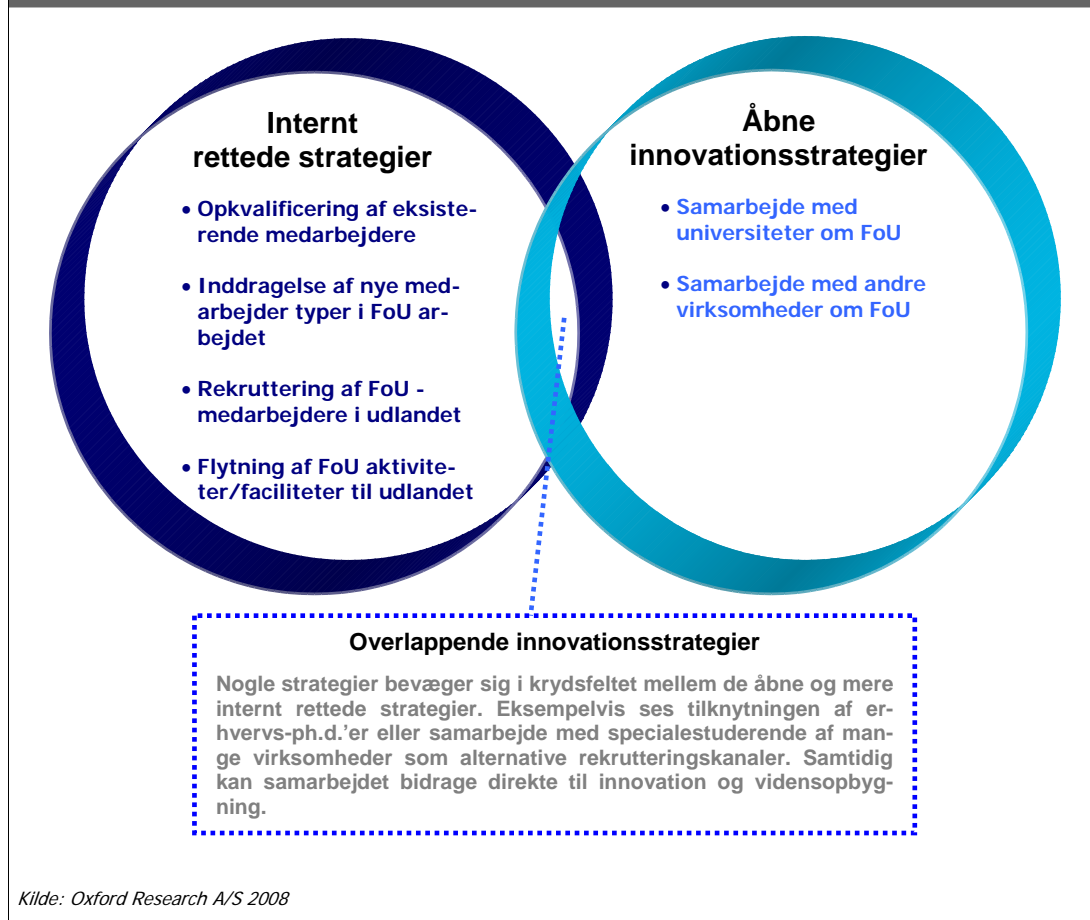 Internt
rettede strategier
• Opkvalificering af eksiste-
rende medarbejdere
• Inddragelse af nye med-
arbejder typer i FoU ar-
bejdet
• Rekruttering af FoU -
medarbejdere i udlandet
• Flytning af FoU aktivite-
ter/faciliteter til udlandet
Åbne
innovationsstrategier
• Samarbejde med
universiteter om FoU
• Samarbejde med andre
virksomheder om FoU
Overlappende innovationsstrategier
Nogle strategier bevæger sig i krydsfeltet mellem de åbne og mere
internt rettede strategier. Eksempelvis ses tilknytningen af er-
hvervs-ph.d.'er eller samarbejde med specialestuderende af man-
ge virksomheder som alternative rekrutteringskanaler. Samtidig
kan samarbejdet bidrage direkte til innovation og vidensopbyg-
ning.
Kilde: Oxford Research A/S 2008